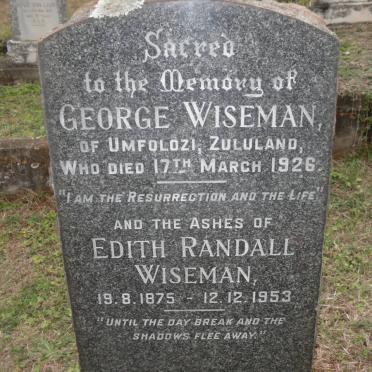 Sacred
to the Memory of
GEORGE WISEMAN,
OF UMFOLOZI, ZULULAND,
WHO DIED 17TH MARCH 1926.
"I AM THE RESURRECTION AND THE LIFE"
AND THE ASHES OF
EDITH RANDALL
WISEMAN,
19.8.1875 - 12.12.1953
"UNTIL THE DAY BREAK AND THE
SHADOWS FLEE AWAY."